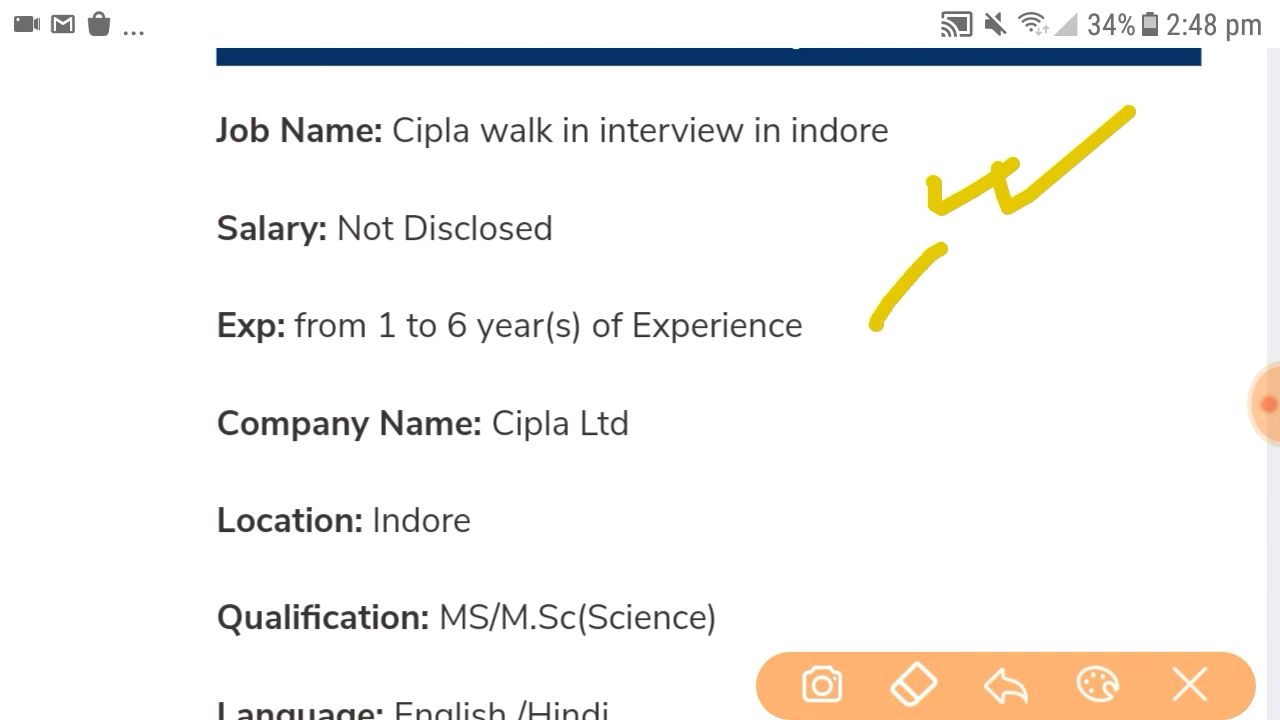 ... 34% 2:48 pm
Job Name: Cipla walk in interview in indore
Salary: Not Disclosed
Exp: from 1 to 6 year(s) of Experience
Company Name: Cipla Ltd
Location: Indore
Qualification: MS/M.Sc(Science)
Language: English /Hindi